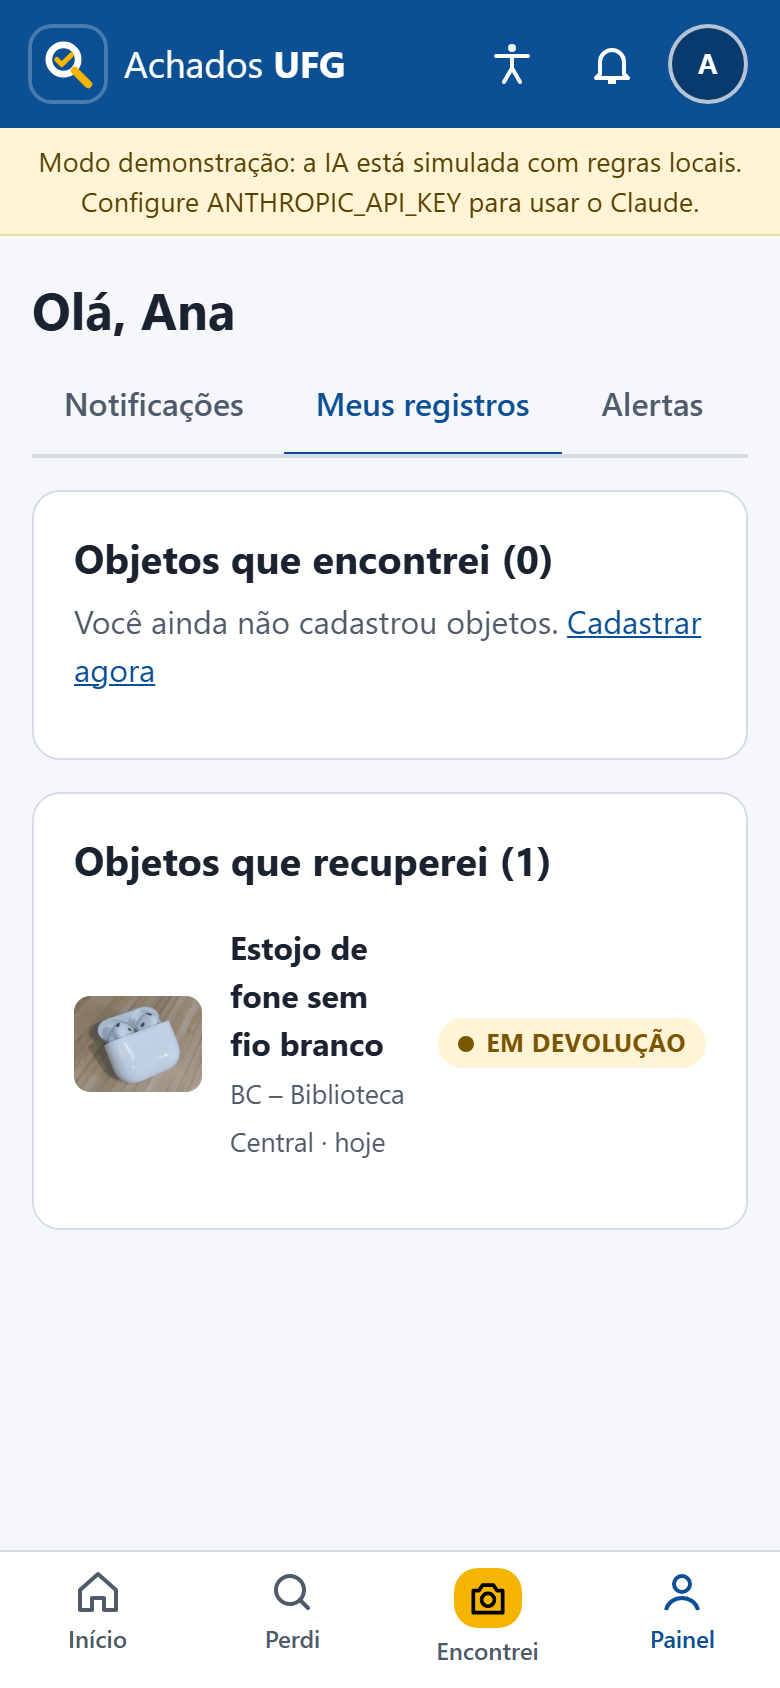 Achados UFG
A
Modo demonstração: a IA está simulada com regras locais.
Configure ANTHROPIC_API_KEY para usar o Claude.
Olá, Ana
Notificações
Meus registros
Alertas
Objetos que encontrei (0)
Você ainda não cadastrou objetos. Cadastrar
agora
Objetos que recuperei (1)
Estojo de
fone sem
fio branco
BC – Biblioteca
Central · hoje
EM DEVOLUÇÃO
Início
Perdi
Encontrei
Painel